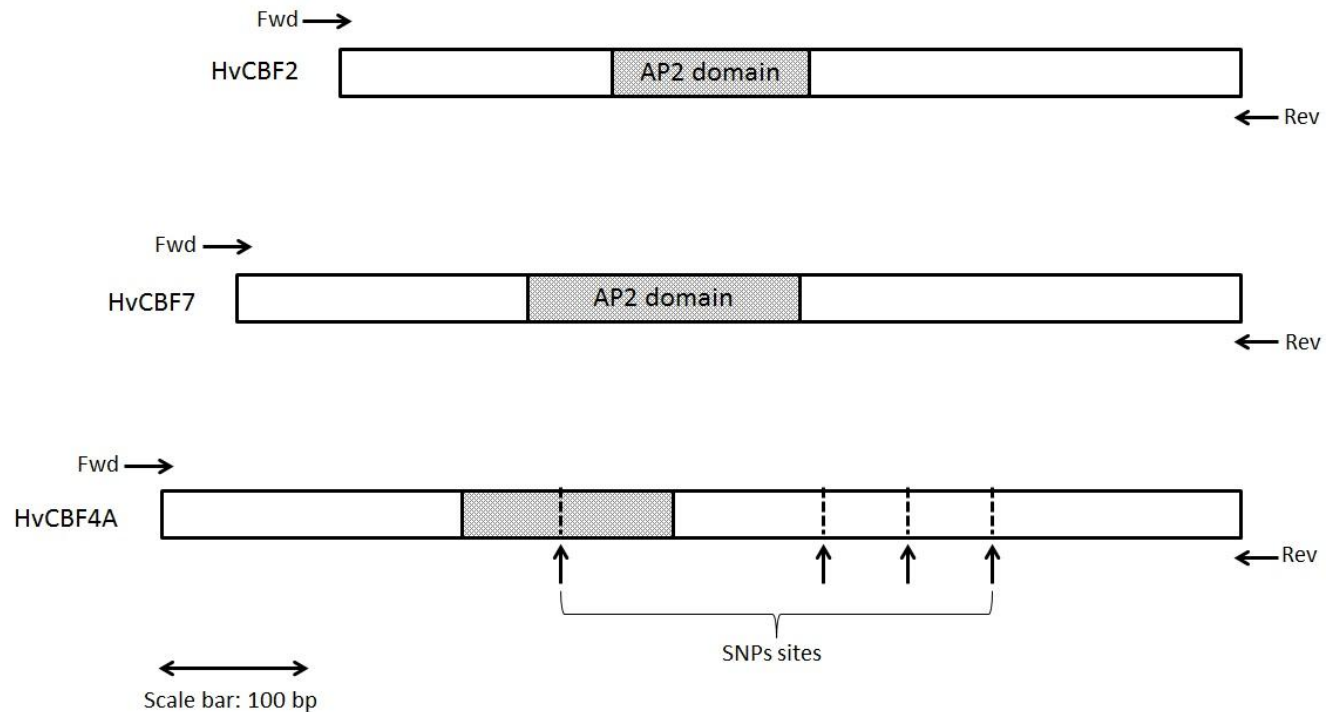 Fwd
HvCBF2
AP2 domain
Rev
Fwd
HvCBF7
AP2 domain
Rev
Fwd
HvCBF4A
Rev
SNPs sites
Scale bar: 100 bp